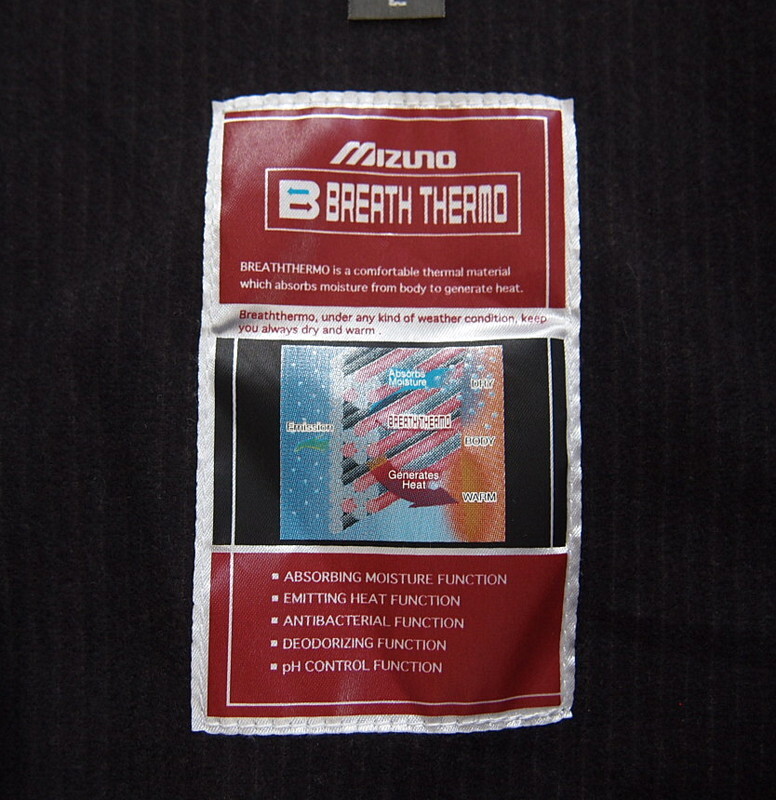 MIZUNO
B BREATH THERMO
BREATHTHERMO is a comfortable thermal material
which absorbs moisture from body to generate heat.
Breaththermo, under any kind of weather condition, keep
you always dry and warm .
Absorbs
Moisture
DRY
Emission
BREATH THERMO
BODY
Generates
Heat
WARM
ABSORBING MOISTURE FUNCTION
EMITTING HEAT FUNCTION
ANTIBACTERIAL FUNCTION
DEODORIZING FUNCTION
pH CONTROL FUNCTION